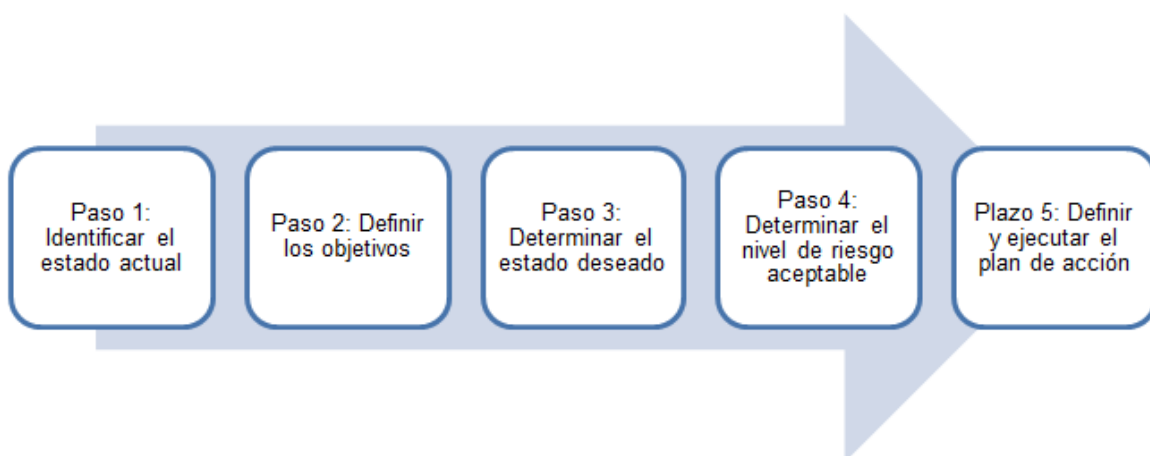 Paso 1:
Identificar el
estado actual
Paso 2: Definir
los objetivos
Paso 3:
Determinar el
estado deseado
Paso 4:
Determinar el
nivel de riesgo
aceptable
Plazo 5: Definir
y ejecutar el
plan de acción